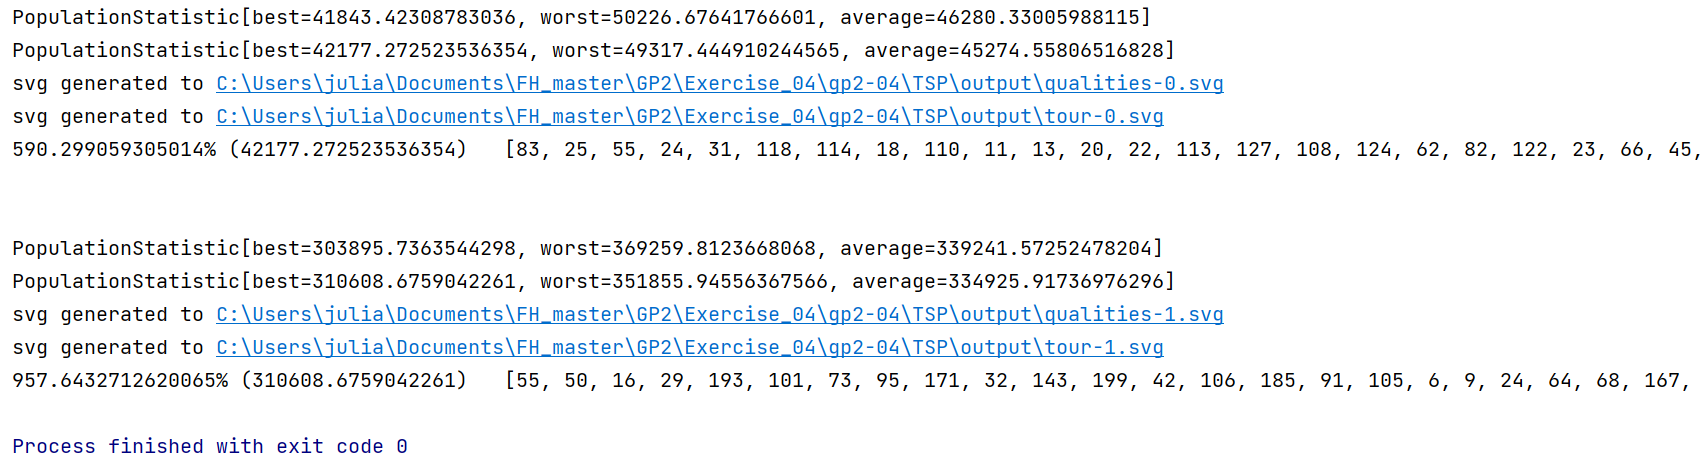 PopulationStatistic[best=41843.42308783036, worst=50226.67641766601, average=46280.33005988115]
PopulationStatistic[best=42177.272523536354, worst=49317.444910244565, average=45274.55806516828]
svg generated to C:\Users\julia\Documents\FH_master\GP2\Exercise_04\gp2-04\TSP\output\qualities-0.svg
svg generated to C:\Users\julia\Documents\FH_master\GP2\Exercise_04\gp2-04\TSP\output\tour-0.svg
590.299059305014% (42177.272523536354)   [83, 25, 55, 24, 31, 118, 114, 18, 110, 11, 13, 20, 22, 113, 127, 108, 124, 62, 82, 122, 23, 66, 45,
PopulationStatistic[best=303895.7363544298, worst=369259.8123668068, average=339241.57252478204]
PopulationStatistic[best=310608.6759042261, worst=351855.94556367566, average=334925.91736976296]
svg generated to C:\Users\julia\Documents\FH_master\GP2\Exercise_04\gp2-04\TSP\output\qualities-1.svg
svg generated to C:\Users\julia\Documents\FH_master\GP2\Exercise_04\gp2-04\TSP\output\tour-1.svg
957.6432712620065% (310608.6759042261)   [55, 50, 16, 29, 193, 101, 73, 95, 171, 32, 143, 199, 42, 106, 185, 91, 105, 6, 9, 24, 64, 68, 167,
Process finished with exit code 0